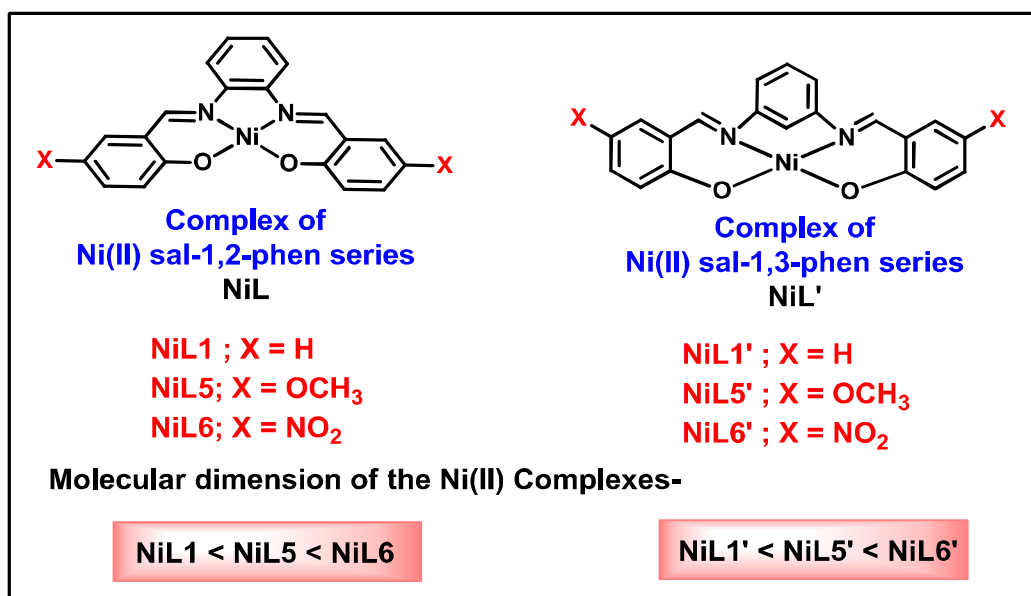 X
N
N
Ni
O
O
X
Complex of
Ni(II) sal-1,2-phen series
NiL
NiL1 ; X = H
NiL5; X = OCH₃
NiL6; X = NO₂
X
N
N
Ni
O
O
X
Complex of
Ni(II) sal-1,3-phen series
NiL'
NiL1' ; X = H
NiL5' ; X = OCH₃
NiL6' ; X = NO₂
Molecular dimension of the Ni(II) Complexes-
NiL1 < NiL5 < NiL6
NiL1' < NiL5' < NiL6'